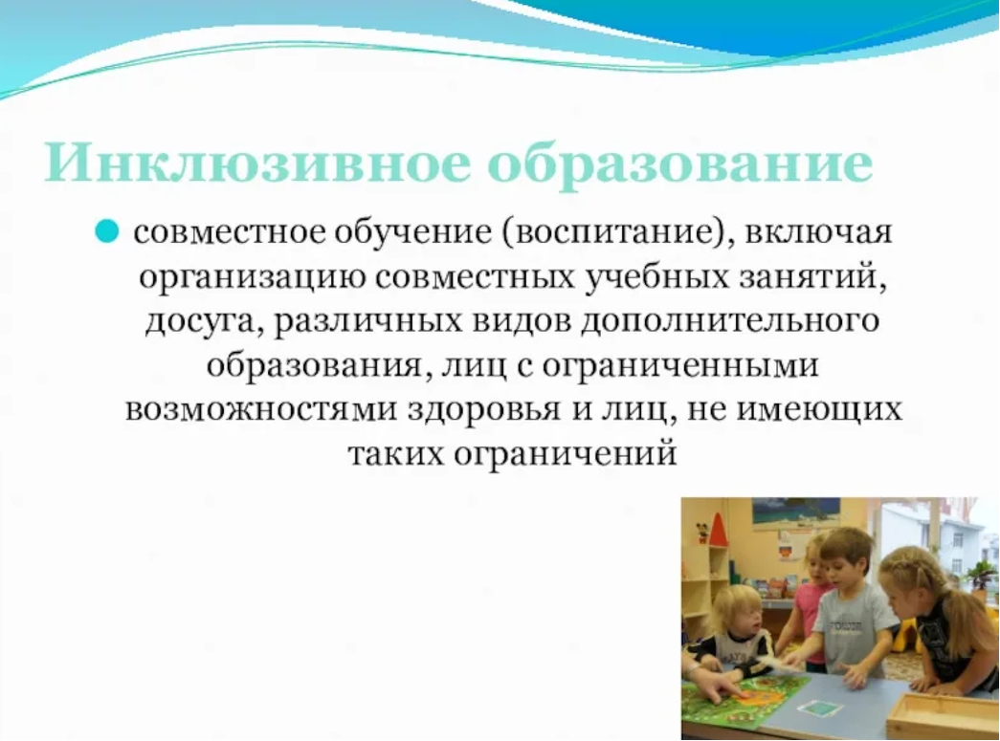 Инклюзивное образование
совместное обучение (воспитание), включая
организацию совместных учебных занятий,
досуга, различных видов дополнительного
образования, лиц с ограниченными
возможностями здоровья и лиц, не имеющих
таких ограничений